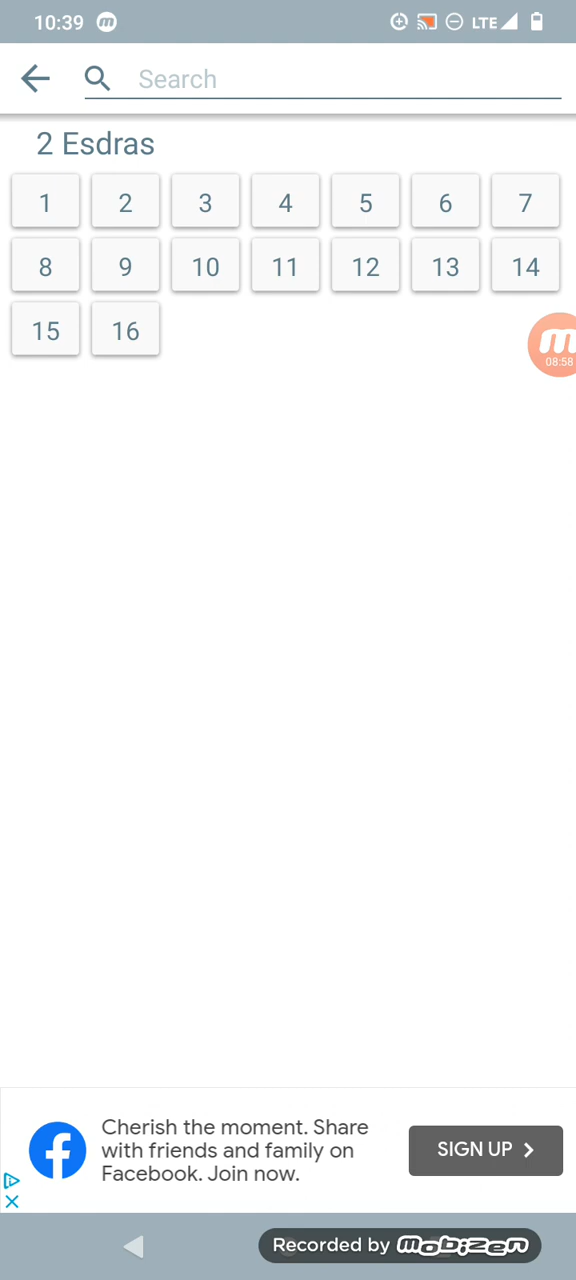 10:39 m LTE
Search
2 Esdras
1 2 3 4 5 6 7
8 9 10 11 12 13 14
15 16
m
08:58
Cherish the moment. Share
with friends and family on
Facebook. Join now.
SIGN UP
Recorded by mobizen